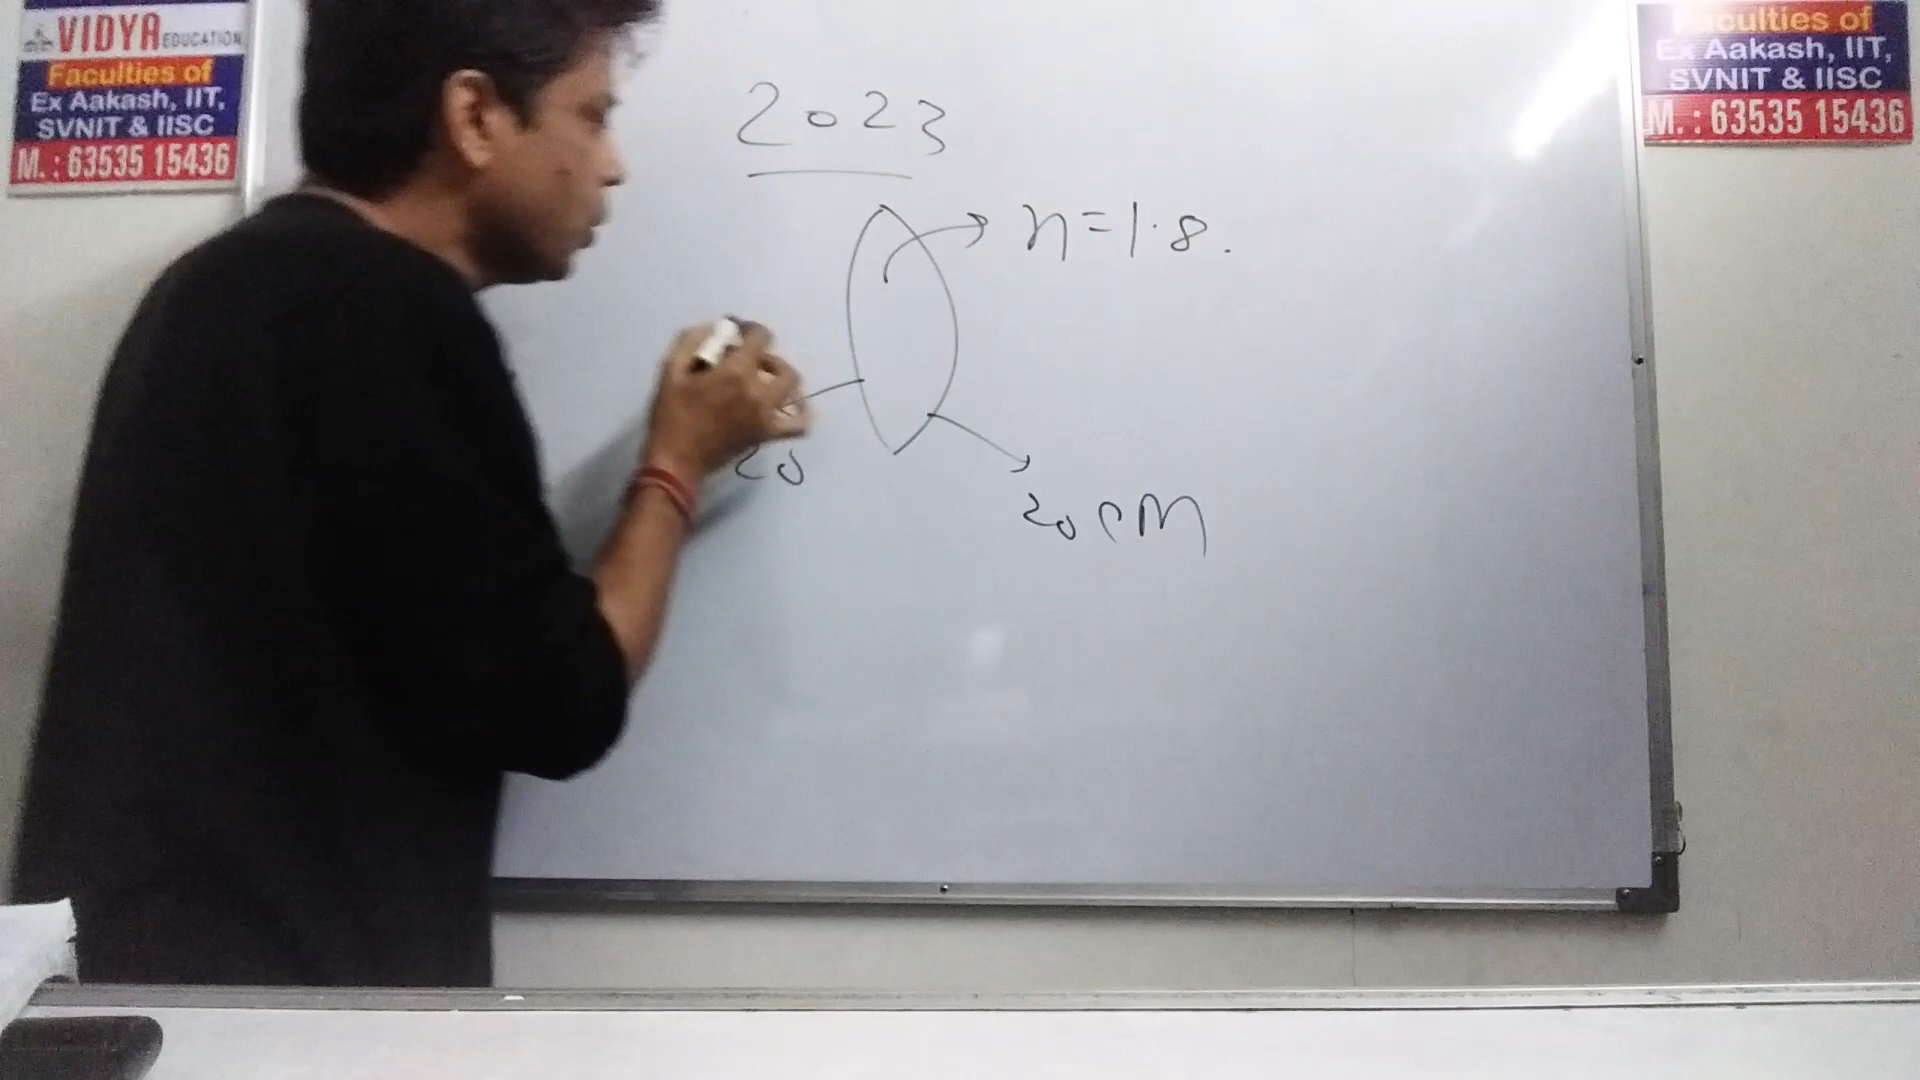 VIDYA EDUCATION
Faculties of
Ex Aakash, IIT,
SVNIT & IISC
M. : 63535 15436
2023
n=1.8.
20
20 cm
Faculties of
Ex Aakash, IIT,
SVNIT & IISC
M. : 63535 15436